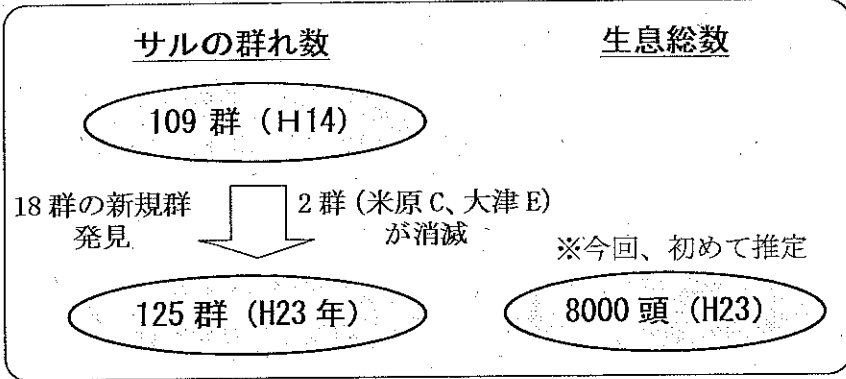 サルの群れ数
生息総数
109 群（H14）
18 群の新規群
発見
2 群（米原 C、大津 E）
が消滅
※今回、初めて推定
125 群（H23 年）
8000 頭（H23）